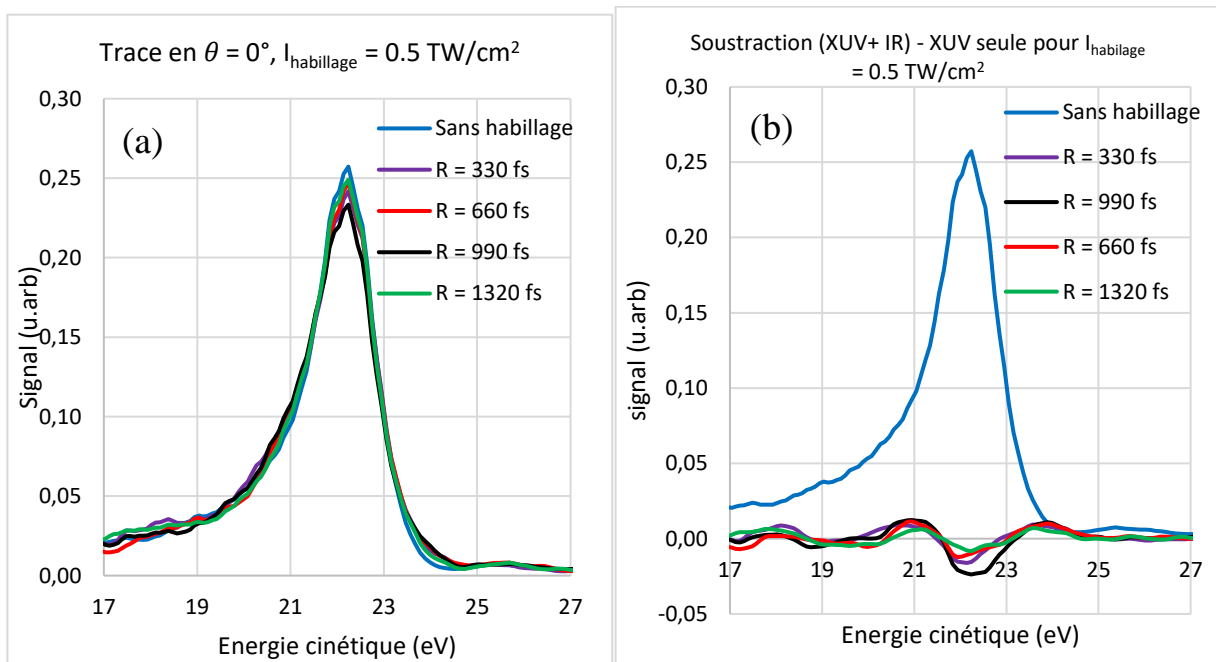 Trace en 𝜃 = 0°, I habillage = 0.5 TW/cm²
(a)
Sans habillage
R = 330 fs
R = 660 fs
R = 990 fs
R = 1320 fs
Signal (u.arb)
0,30
0,25
0,20
0,15
0,10
0,05
0,00
17 19 21 23 25 27
Energie cinétique (eV)
Soustraction (XUV+ IR) - XUV seule pour I habilage
= 0.5 TW/cm²
(b)
Sans habillage
R = 330 fs
R = 990 fs
R = 660 fs
R = 1320 fs
signal (u.arb)
0,30
0,25
0,20
0,15
0,10
0,05
0,00
-0,05
17 19 21 23 25 27
Energie cinétique (eV)